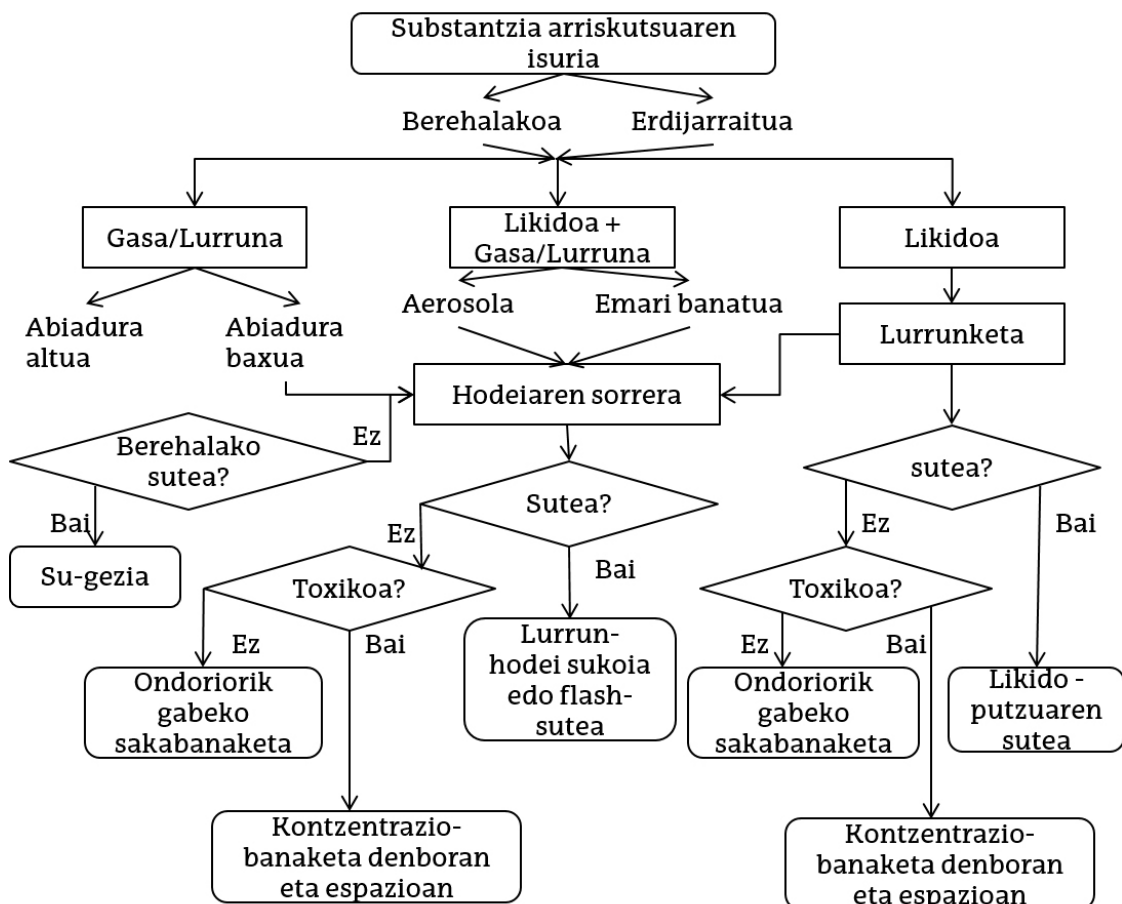 Substantzia arriskutsuaren
isuria
Berehalakoa
Erdijarraitua
Gasa/Lurruna
Likidoa +
Gasa/Lurruna
Likidoa
Abiadura
altua
Abiadura
baxua
Aerosola
Emari banatua
Lurrunketa
Hodeiaren sorrera
Berehalako
sutea?
Ez
Bai
Su-gezia
Sutea?
Ez
Bai
sutea?
Ez
Bai
Toxikoa?
Ez
Bai
Toxikoa?
Ez
Bai
Ondoriorik
gabeko
sakabanaketa
Lurrun-
hodei sukoia
edo flash-
sutea
Ondoriorik
gabeko
sakabanaketa
Likido -
putzuaren
sutea
Kontzentrazio-
banaketa denboran
eta espazioan
Kontzentrazio-
banaketa denboran
eta espazioan